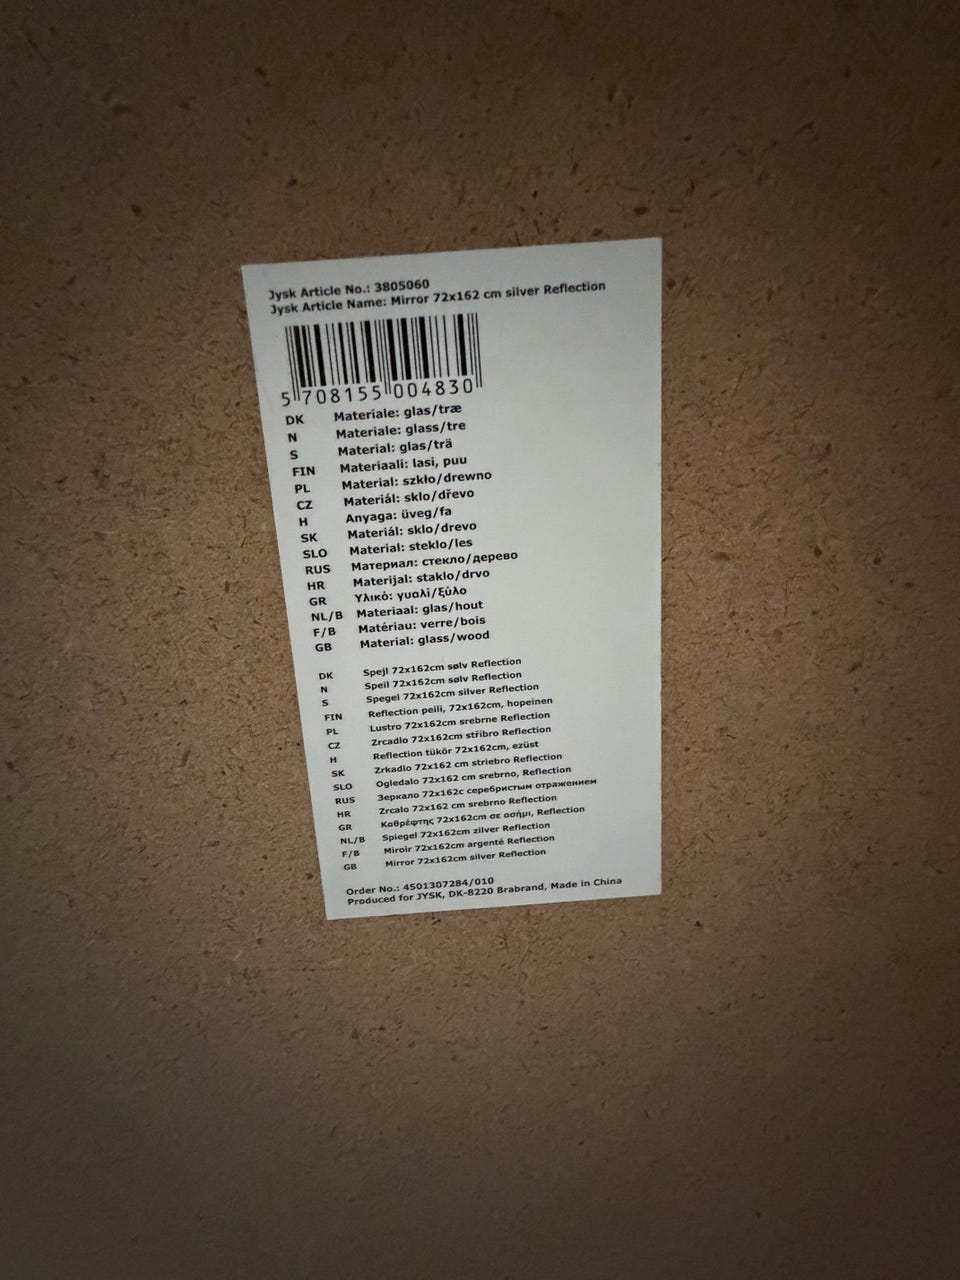 Jysk Article No.: 3805060
Jysk Article Name: Mirror 72x162 cm silver Reflection
5 708155 004830
DK Materiale: glas/træ
N Materiale: glass/tre
S Material: glas/trä
FIN Materiaali: lasi, puu
PL Material: szkło/drewno
CZ Materiál: sklo/dřevo
H Anyaga: üveg/fa
SK Materiál: sklo/drevo
SLO Material: steklo/les
RUS Материал: стекло/дерево
HR Materijal: staklo/drvo
GR Υλικὸ: γυαλί/ξύλο
NL/B Materiaal: glas/hout
F/B Matériau: verre/bois
GB Material: glass/wood
DK Spejl 72x162cm sølv Reflection
N Speil 72x162cm sølv Reflection
S Spegel 72x162cm silver Reflection
FIN Reflection peili, 72x162cm, hopeinen
PL Lustro 72x162cm srebrne Reflection
CZ Zrcadlo 72x162cm stříbro Reflection
H Reflection tükör 72x162cm, ezüst
SK Zrkadlo 72x162 cm striebro Reflection
SLO Ogledalo 72x162 cm srebrno, Reflection
RUS Зеркало 72x162с серебристым отражением
HR Zrcalo 72x162 cm srebrno Reflection
GR Καθρέφτης 72x162cm σε ασήμι, Reflection
NL/B Spiegel 72x162cm zilver Reflection
F/B Miroir 72x162cm argenté Reflection
GB Mirror 72x162cm silver Reflection
Order No.: 4501307284/010
Produced for JYSK, DK-8220 Brabrand, Made in China